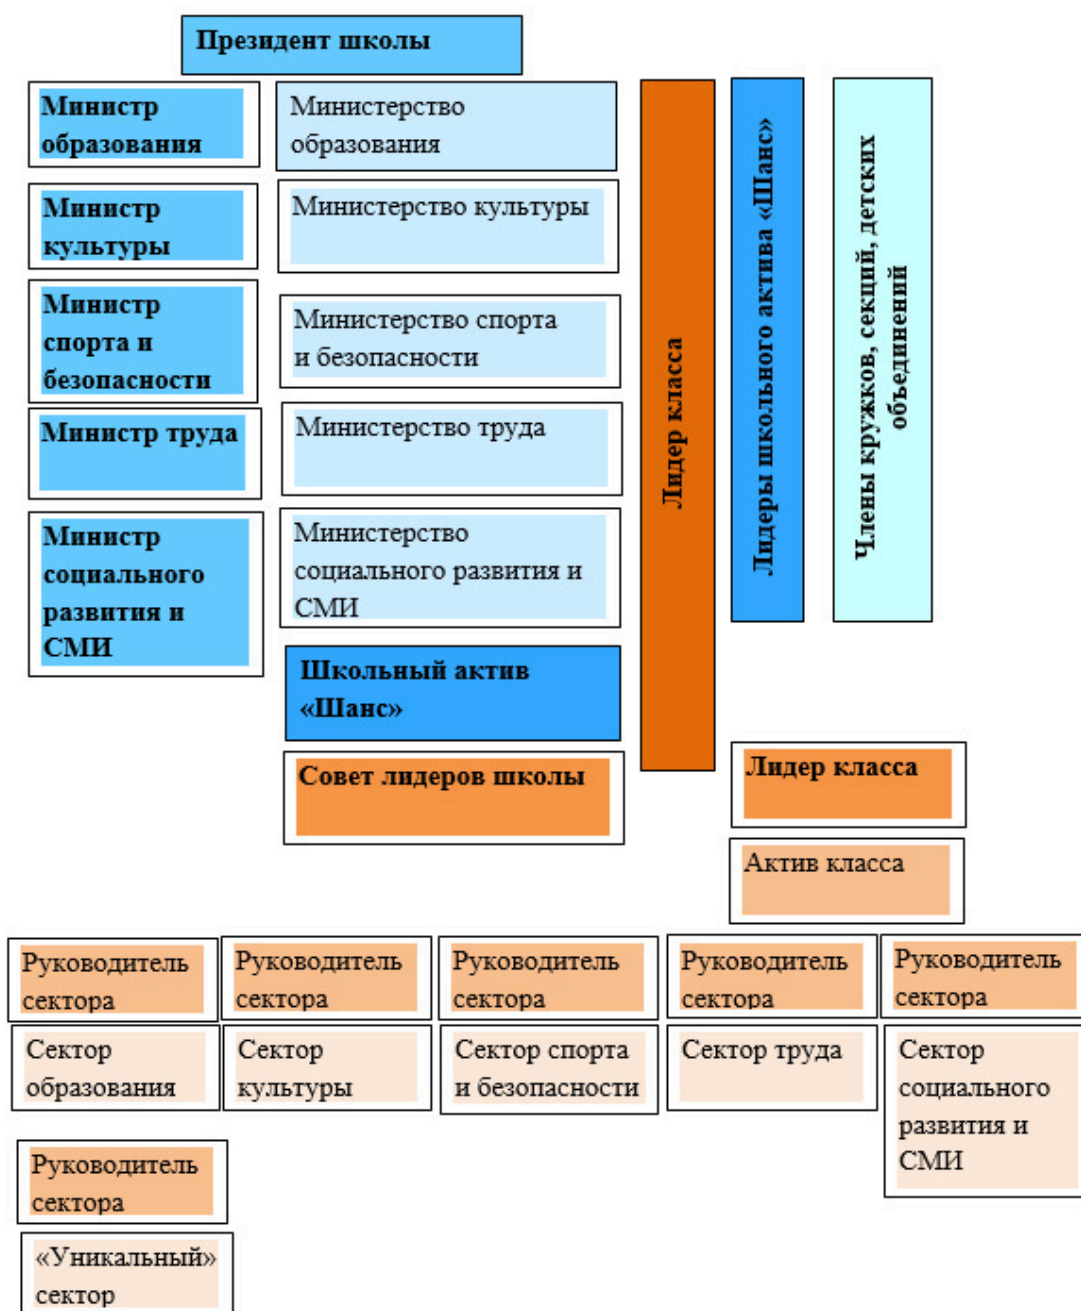 Президент школы
Министр
образования
Министерство
образования
Министр
культуры
Министерство культуры
Министр
спорта и
безопасности
Министерство спорта
и безопасности
Министр труда
Министерство труда
Министр
социального
развития и
СМИ
Министерство
социального развития и
СМИ
Школьный актив
«Шанс»
Совет лидеров школы
Лидер класса
Лидеры школьного актива «Шанс»
Члены кружков, секций, детских
объединений
Лидер класса
Актив класса
Руководитель
сектора
Руководитель
сектора
Руководитель
сектора
Руководитель
сектора
Руководитель
сектора
Сектор
образования
Сектор
культуры
Сектор спорта
и безопасности
Сектор труда
Сектор
социального
развития и
СМИ
Руководитель
сектора
«Уникальный»
сектор